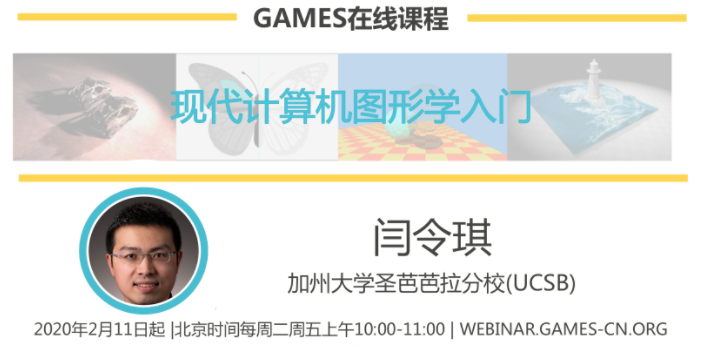 GAMES在线课程
现代计算机图形学入门
闫令琪
加州大学圣芭芭拉分校(UCSB)
2020年2月11日起 |北京时间每周二周五上午10:00-11:00 | WEBINAR.GAMES-CN.ORG